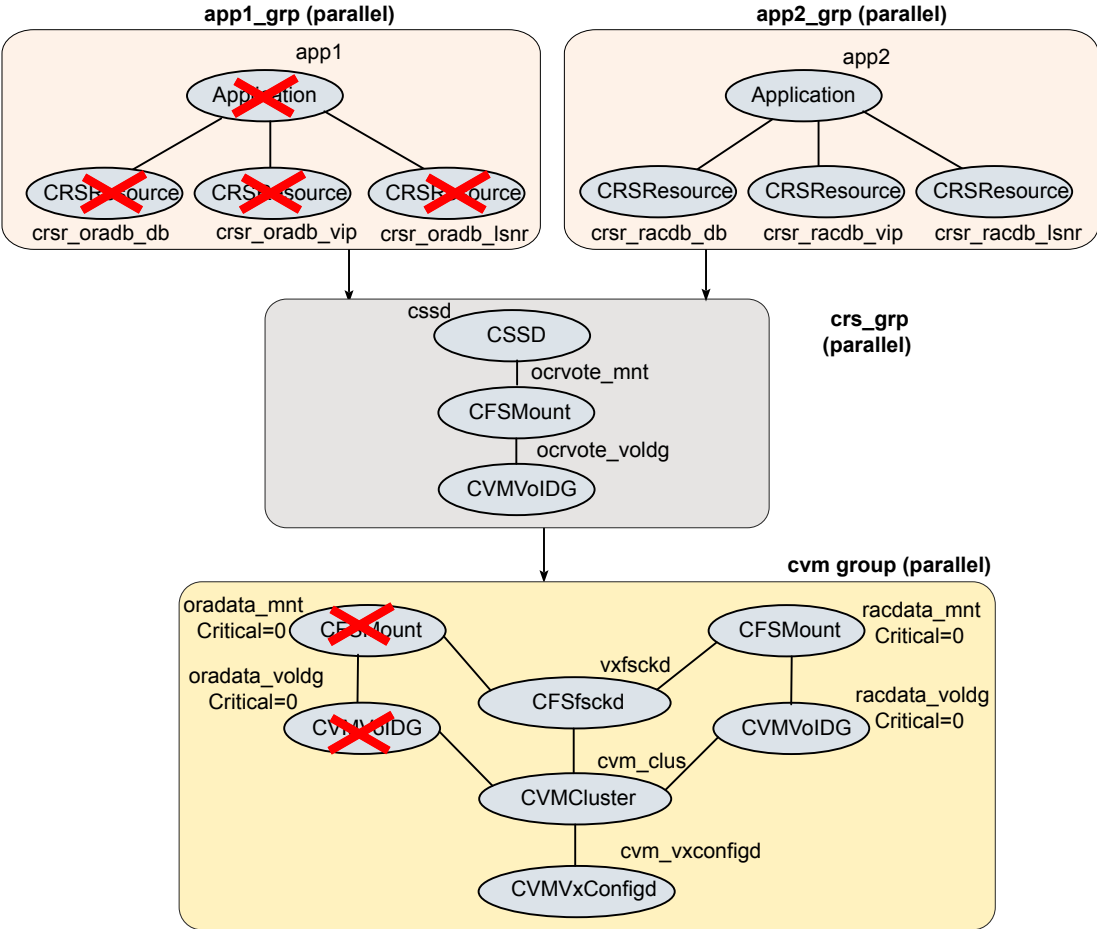 app1_grp (parallel)
app2_grp (parallel)
app1
Application
CRSResource
CRSResource
CRSResource
crsr_oradb_db
crsr_oradb_vip
crsr_oradb_lsnr
app2
Application
CRSResource
CRSResource
CRSResource
crsr_racdb_db
crsr_racdb_vip
crsr_racdb_lsnr
cssd
CSSD
ocrvote_mnt
CFSMount
ocrvote_voldg
CVMVolDG
crs_grp
(parallel)
cvm group (parallel)
oradata_mnt
Critical=0
CFSMount
oradata_voldg
Critical=0
CVMVolDG
vxfsckd
CFSfsckd
racdata_mnt
Critical=0
CFSMount
racdata_voldg
Critical=0
CVMVolDG
cvm_clus
CVMCluster
cvm_vxconfigd
CVMVxConfigd